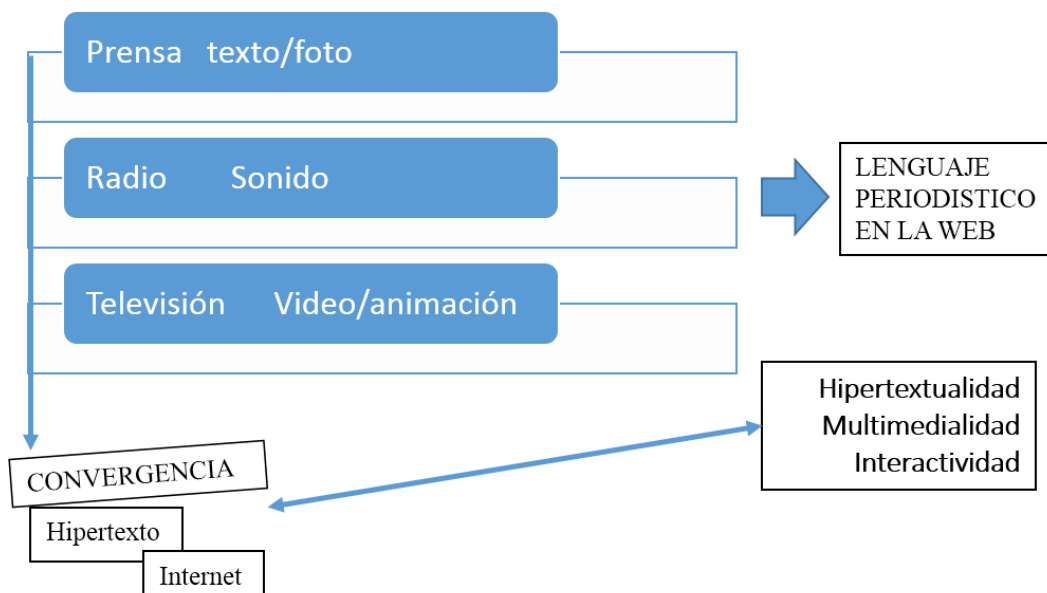 Prensa texto/foto
Radio Sonido
Televisión Video/animación
LENGUAJE
PERIODISTICO
EN LA WEB
Hipertextualidad
Multimedialidad
Interactividad
CONVERGENCIA
Hipertexto
Internet